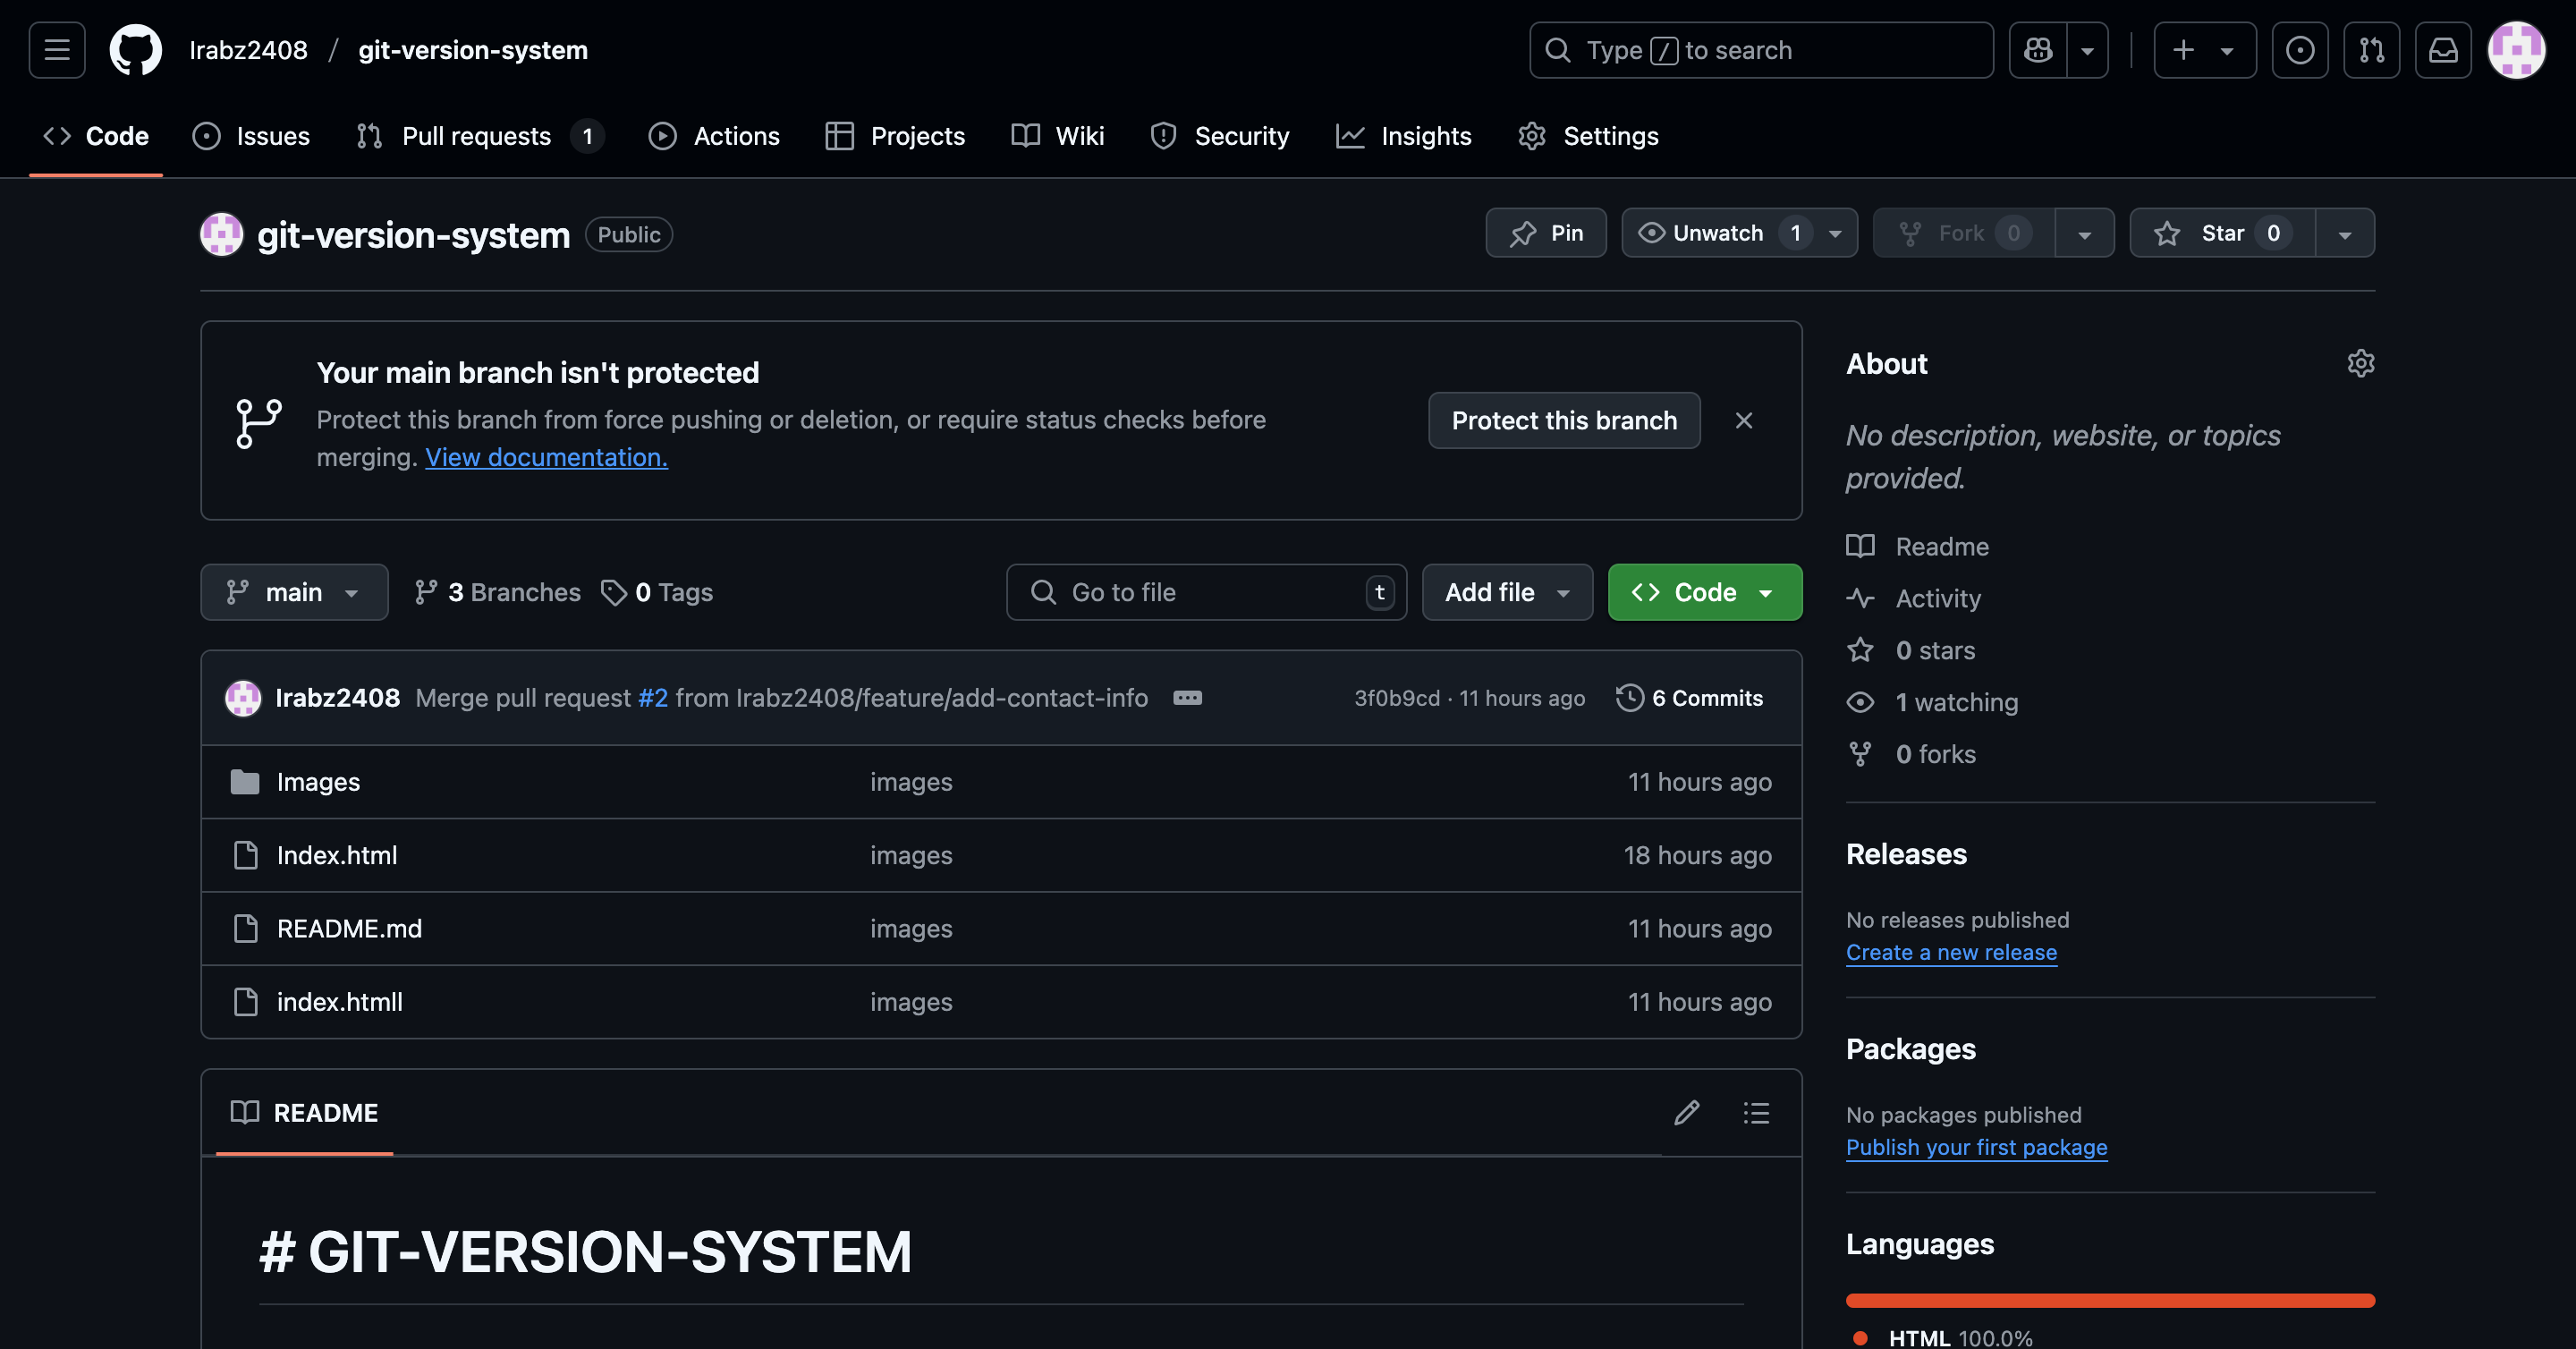 Irabz2408 / git-version-system
Type / to search
Code
Issues
Pull requests 1
Actions
Projects
Wiki
Security
Insights
Settings
git-version-system Public
Pin
Unwatch 1
Fork 0
Star 0
Your main branch isn't protected
Protect this branch from force pushing or deletion, or require status checks before
merging. View documentation.
Protect this branch
main
3 Branches
0 Tags
Go to file t
Add file
Code
Irabz2408 Merge pull request #2 from Irabz2408/feature/add-contact-info
3f0b9cd · 11 hours ago
6 Commits
Images images 11 hours ago
Index.html images 18 hours ago
README.md images 11 hours ago
index.htmll images 11 hours ago
README
# GIT-VERSION-SYSTEM
About
No description, website, or topics
provided.
Readme
Activity
0 stars
1 watching
0 forks
Releases
No releases published
Create a new release
Packages
No packages published
Publish your first package
Languages
HTML 100.0%